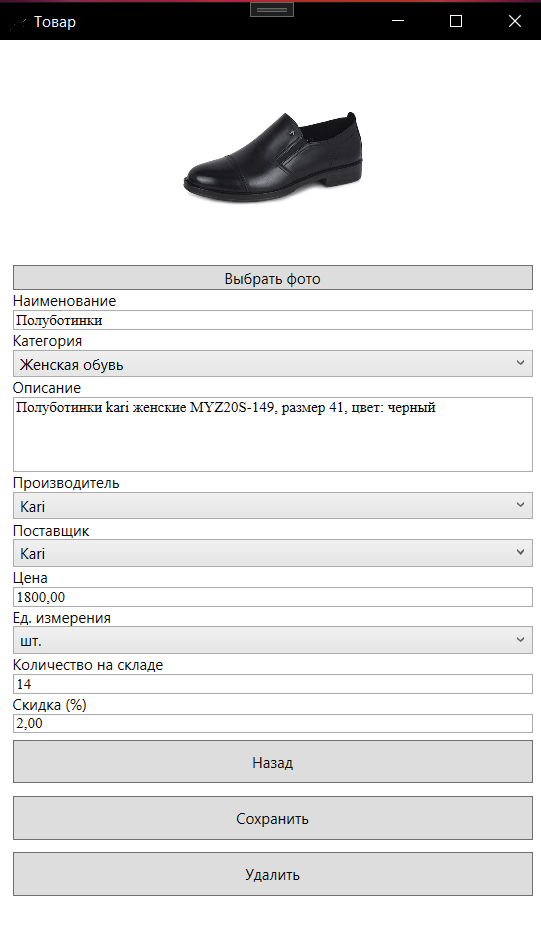 Товар
Выбрать фото
Наименование
Полуботинки
Категория
Женская обувь
Описание
Полуботинки kari женские MYZ20S-149, размер 41, цвет: черный
Производитель
Kari
Поставщик
Kari
Цена
1800,00
Ед. измерения
шт.
Количество на складе
14
Скидка (%)
2,00
Назад
Сохранить
Удалить